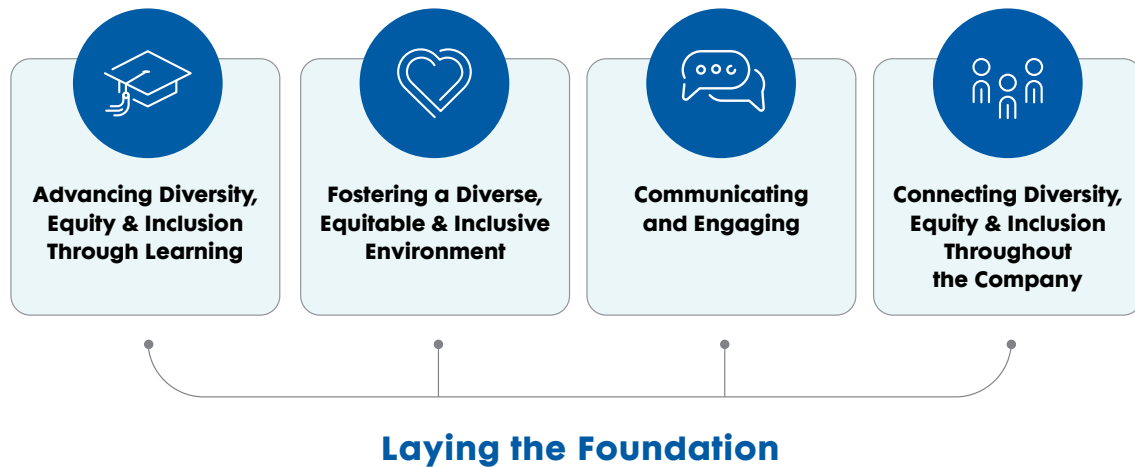 Advancing Diversity,
Equity & Inclusion
Through Learning
Fostering a Diverse,
Equitable & Inclusive
Environment
Communicating
and Engaging
Connecting Diversity,
Equity & Inclusion
Throughout
the Company
Laying the Foundation